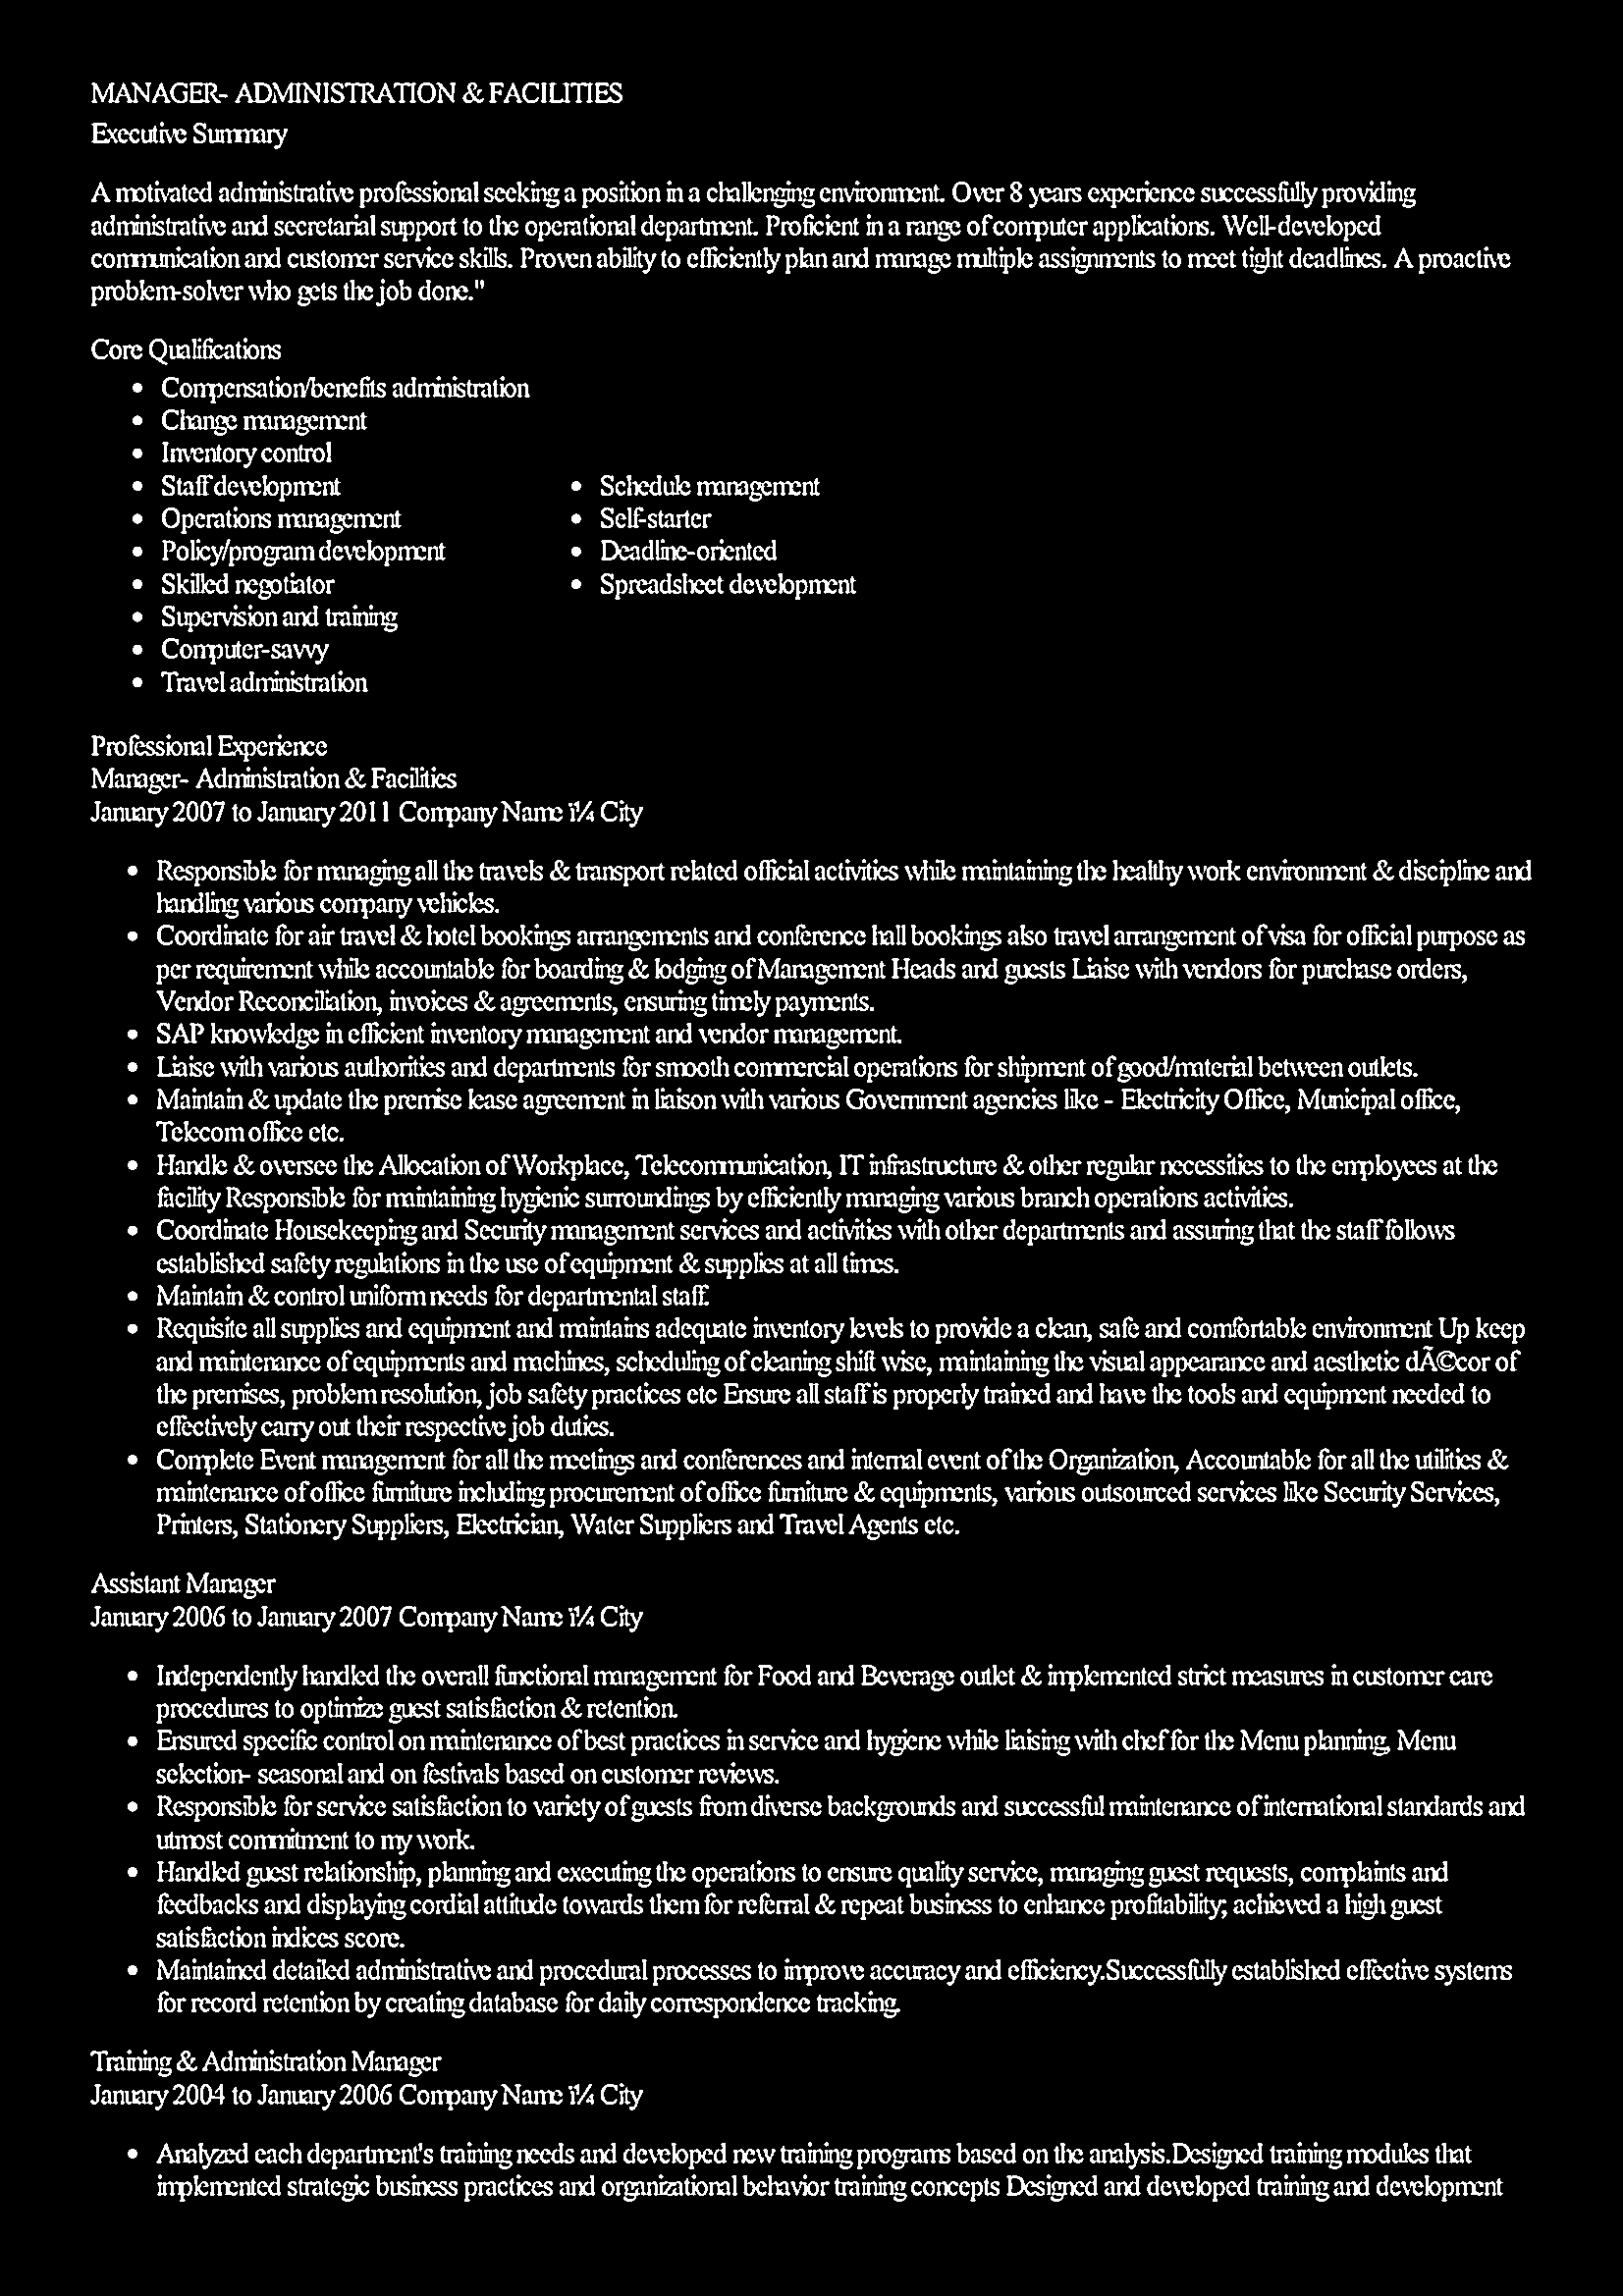 MANAGER- ADMINISTRATION & FACILITIES
Executive Summary
A motivated administrative professional seeking a position in a challenging environment. Over 8 years experience successfully providing
administrative and secretarial support to the operational department. Proficient in a range of computer applications. Well-developed
communication and customer service skills. Proven ability to efficiently plan and manage multiple assignments to meet tight deadlines. A proactive
problem-solver who gets the job done."
Core Qualifications
• Compensation/benefits administration
• Change management
• Inventory control
• Staff development
• Operations management
• Policy/program development
• Skilled negotiator
• Supervision and training
• Computer-savvy
• Travel administration
• Schedule management
• Self-starter
• Deadline-oriented
• Spreadsheet development
Professional Experience
Manager- Administration & Facilities
January 2007 to January 2011 Company Name ï¼ City
• Responsible for managing all the travels & transport related official activities while maintaining the healthy work environment & discipline and
handling various company vehicles.
• Coordinate for air travel & hotel bookings arrangements and conference hall bookings also travel arrangement of visa for official purpose as
per requirement while accountable for boarding & lodging of Management Heads and guests Liaise with vendors for purchase orders,
Vendor Reconciliation, invoices & agreements, ensuring timely payments.
• SAP knowledge in efficient inventory management and vendor management.
• Liaise with various authorities and departments for smooth commercial operations for shipment of good/material between outlets.
• Maintain & update the premise lease agreement in liaison with various Government agencies like - Electricity Office, Municipal office,
Telecom office etc.
• Handle & oversee the Allocation of Workplace, Telecommunication, IT infrastructure & other regular necessities to the employees at the
facility Responsible for maintaining hygienic surroundings by efficiently managing various branch operations activities.
• Coordinate Housekeeping and Security management services and activities with other departments and assuring that the staff follows
established safety regulations in the use of equipment & supplies at all times.
• Maintain & control uniform needs for departmental staff.
• Requisite all supplies and equipment and maintains adequate inventory levels to provide a clean, safe and comfortable environment Up keep
and maintenance of equipments and machines, scheduling of cleaning shift wise, maintaining the visual appearance and aesthetic dÃ©cor of
the premises, problem resolution, job safety practices etc Ensure all staff is properly trained and have the tools and equipment needed to
effectively carry out their respective job duties.
• Complete Event management for all the meetings and conferences and internal event of the Organization, Accountable for all the utilities &
maintenance of office furniture including procurement of office furniture & equipments, various outsourced services like Security Services,
Printers, Stationery Suppliers, Electrician, Water Suppliers and Travel Agents etc.
Assistant Manager
January 2006 to January 2007 Company Name ï¼ City
• Independently handled the overall functional management for Food and Beverage outlet & implemented strict measures in customer care
procedures to optimize guest satisfaction & retention.
• Ensured specific control on maintenance of best practices in service and hygiene while liaising with chef for the Menu planning, Menu
selection- seasonal and on festivals based on customer reviews.
• Responsible for service satisfaction to variety of guests from diverse backgrounds and successful maintenance of international standards and
utmost commitment to my work.
• Handled guest relationship, planning and executing the operations to ensure quality service, managing guest requests, complaints and
feedbacks and displaying cordial attitude towards them for referral & repeat business to enhance profitability; achieved a high guest
satisfaction indices score.
• Maintained detailed administrative and procedural processes to improve accuracy and efficiency.Successfully established effective systems
for record retention by creating database for daily correspondence tracking.
Training & Administration Manager
January 2004 to January 2006 Company Name ï¼ City
• Analyzed each department's training needs and developed new training programs based on the analysis.Designed training modules that
implemented strategic business practices and organizational behavior training concepts Designed and developed training and development